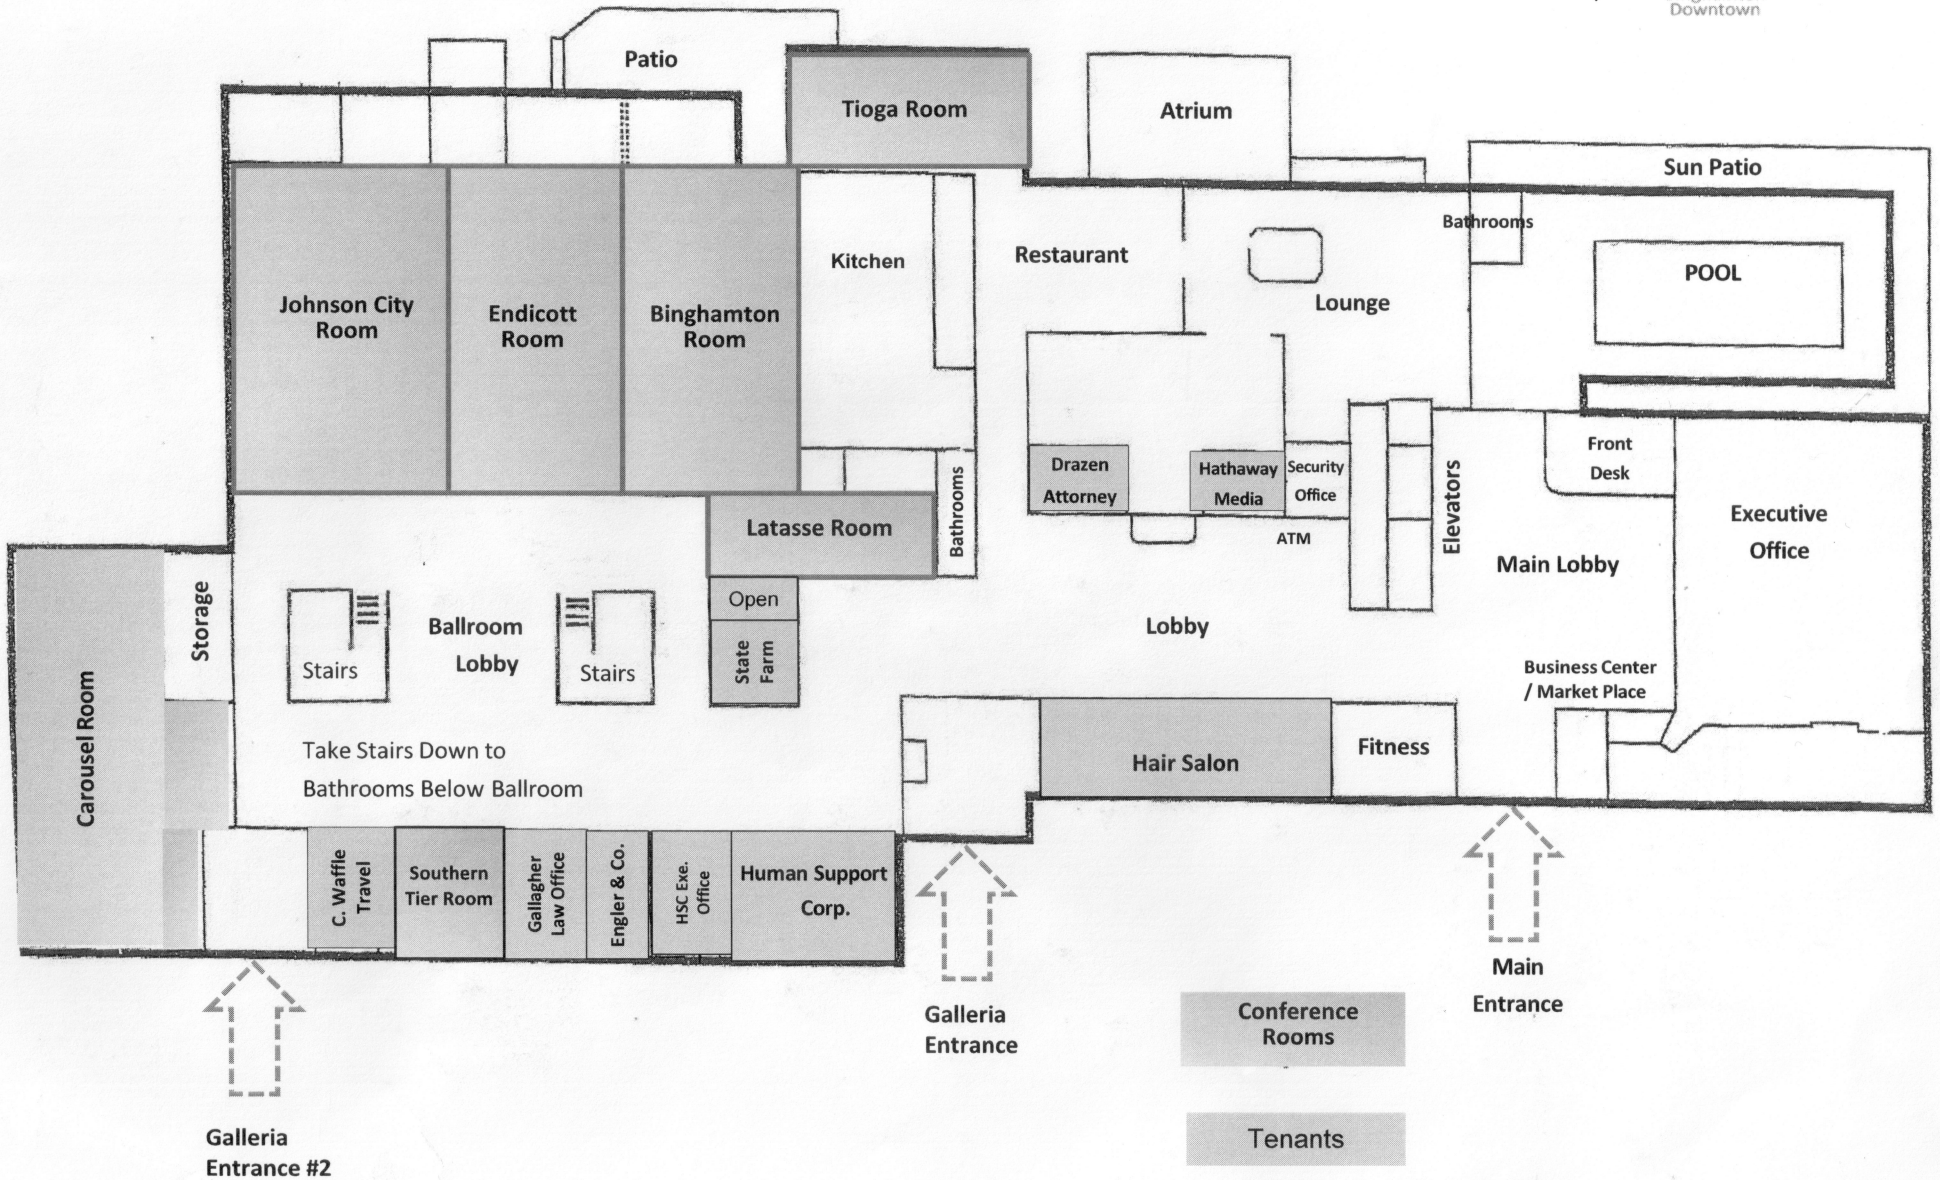 Downtown
Patio
Tioga Room
Atrium
Sun Patio
Bathrooms
Kitchen
Restaurant
Lounge
POOL
Johnson City
Room
Endicott
Room
Binghamton
Room
Front
Desk
Drazen
Attorney
Hathaway
Media
Security
Office
ATM
Elevators
Executive
Office
Main Lobby
Latasse Room
Bathrooms
Storage
Stairs
Ballroom
Lobby
Stairs
Open
State
Farm
Lobby
Business Center
/ Market Place
Carousel Room
Take Stairs Down to
Bathrooms Below Ballroom
Hair Salon
Fitness
C. Waffle
Travel
Southern
Tier Room
Gallagher
Law Office
Engler & Co.
HSC Exe.
Office
Human Support
Corp.
Main
Entrance
Galleria
Entrance
Conference
Rooms
Galleria
Entrance #2
Tenants